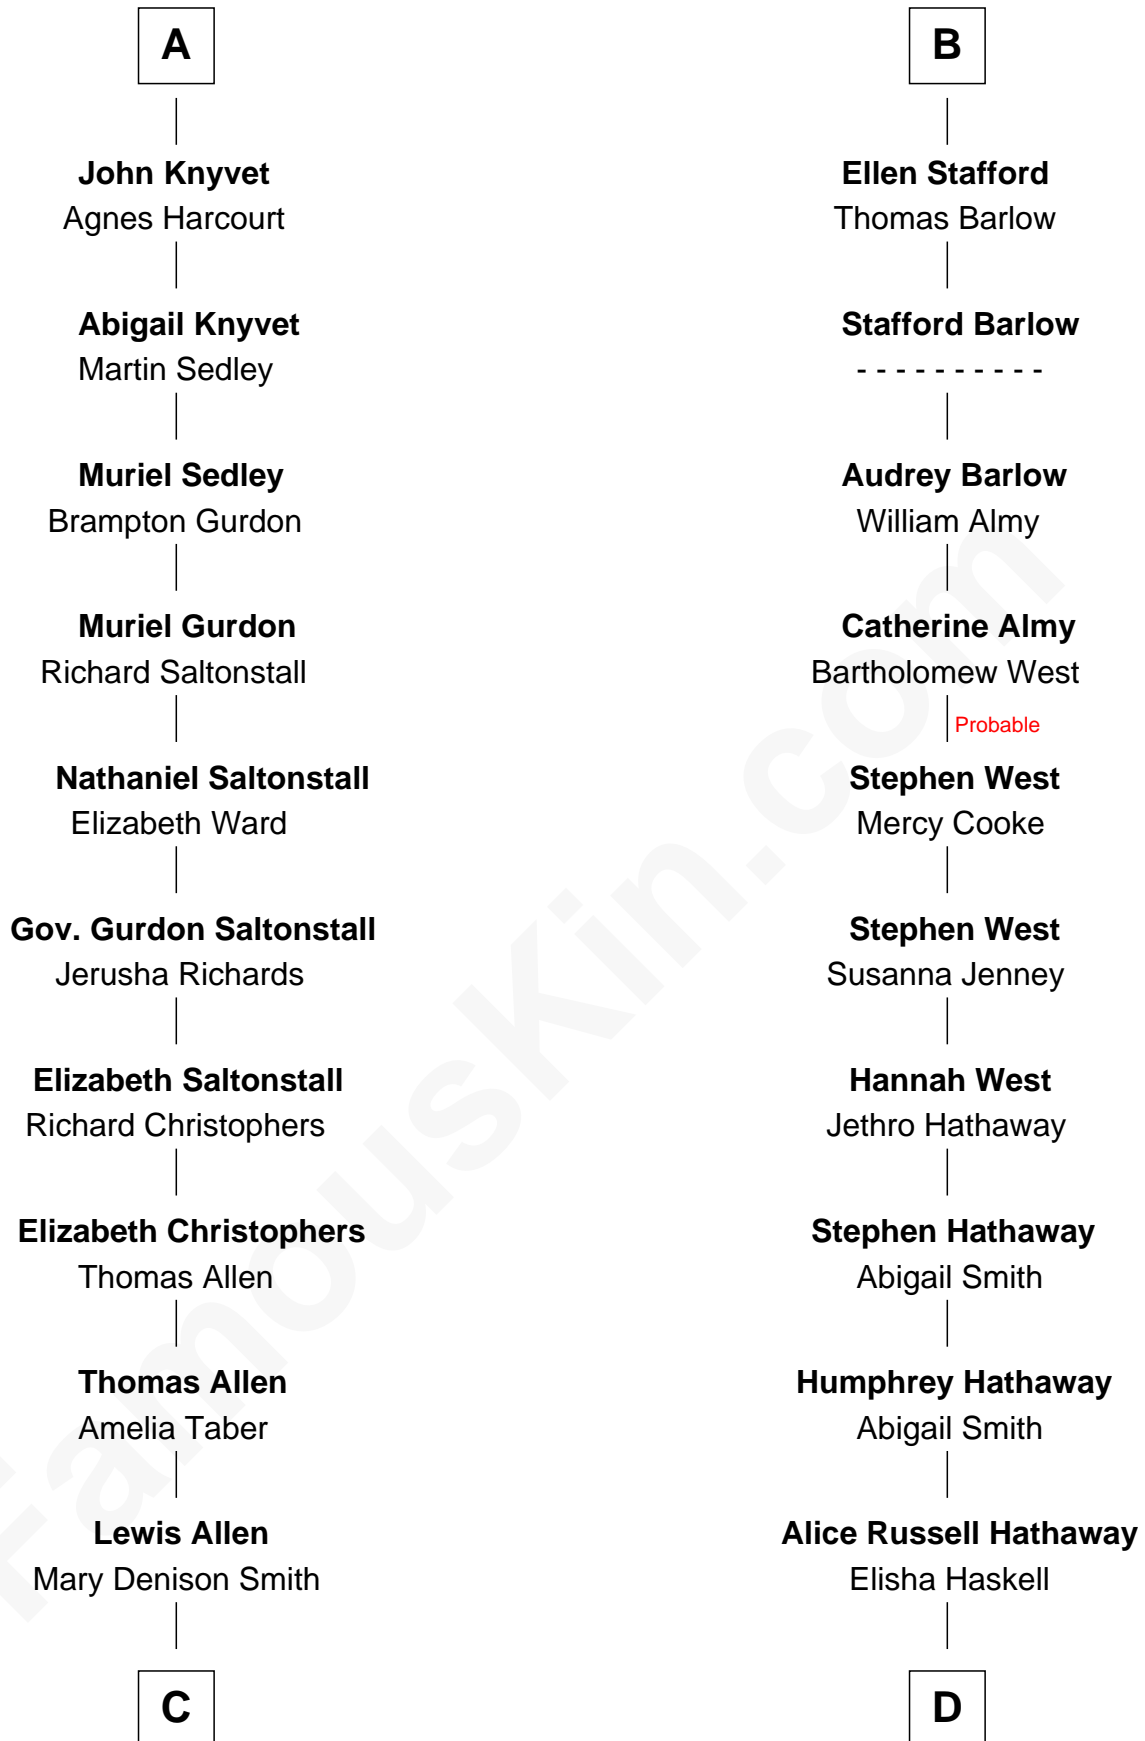 A
John Knyvet
Agnes Harcourt
Abigail Knyvet
Martin Sedley
Muriel Sedley
Brampton Gurdon
Muriel Gurdon
Richard Saltonstall
Nathaniel Saltonstall
Elizabeth Ward
Gov. Gurdon Saltonstall
Jerusha Richards
Elizabeth Saltonstall
Richard Christophers
Elizabeth Christophers
Thomas Allen
Thomas Allen
Amelia Taber
Lewis Allen
Mary Denison Smith
C
B
Ellen Stafford
Thomas Barlow
Stafford Barlow
- - - - - - - - - -
Audrey Barlow
William Almy
Catherine Almy
Bartholomew West
Probable
Stephen West
Mercy Cooke
Stephen West
Susanna Jenney
Hannah West
Jethro Hathaway
Stephen Hathaway
Abigail Smith
Humphrey Hathaway
Abigail Smith
Alice Russell Hathaway
Elisha Haskell
D
FamousKin.com